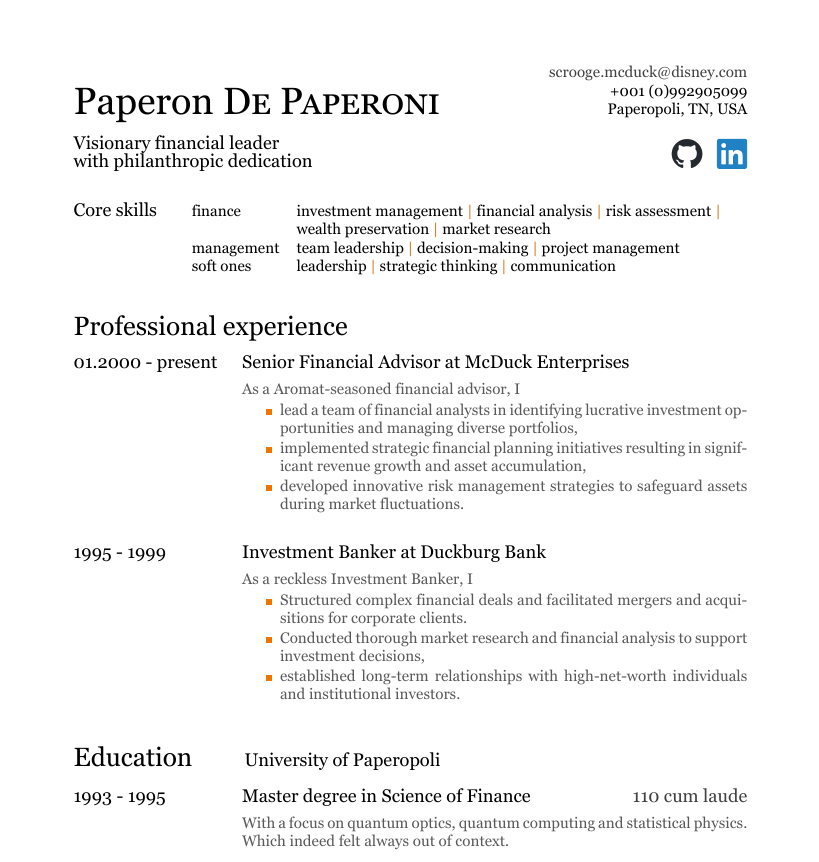 scrooge.mcduck@disney.com
Paperon De Paperoni
+001 (0)992905099
Paperopoli, TN, USA
Visionary financial leader
with philanthropic dedication
in
Core skills finance investment management | financial analysis | risk assessment |
wealth preservation | market research
management team leadership | decision-making | project management
soft ones leadership | strategic thinking | communication
Professional experience
01.2000 - present Senior Financial Advisor at McDuck Enterprises
As a Aromat-seasoned financial advisor, I
lead a team of financial analysts in identifying lucrative investment op-
portunities and managing diverse portfolios,
implemented strategic financial planning initiatives resulting in signif-
icant revenue growth and asset accumulation,
developed innovative risk management strategies to safeguard assets
during market fluctuations.
1995 - 1999 Investment Banker at Duckburg Bank
As a reckless Investment Banker, I
Structured complex financial deals and facilitated mergers and acqui-
sitions for corporate clients.
Conducted thorough market research and financial analysis to support
investment decisions,
established long-term relationships with high-net-worth individuals
and institutional investors.
Education University of Paperopoli
1993 - 1995 Master degree in Science of Finance 110 cum laude
With a focus on quantum optics, quantum computing and statistical physics.
Which indeed felt always out of context.